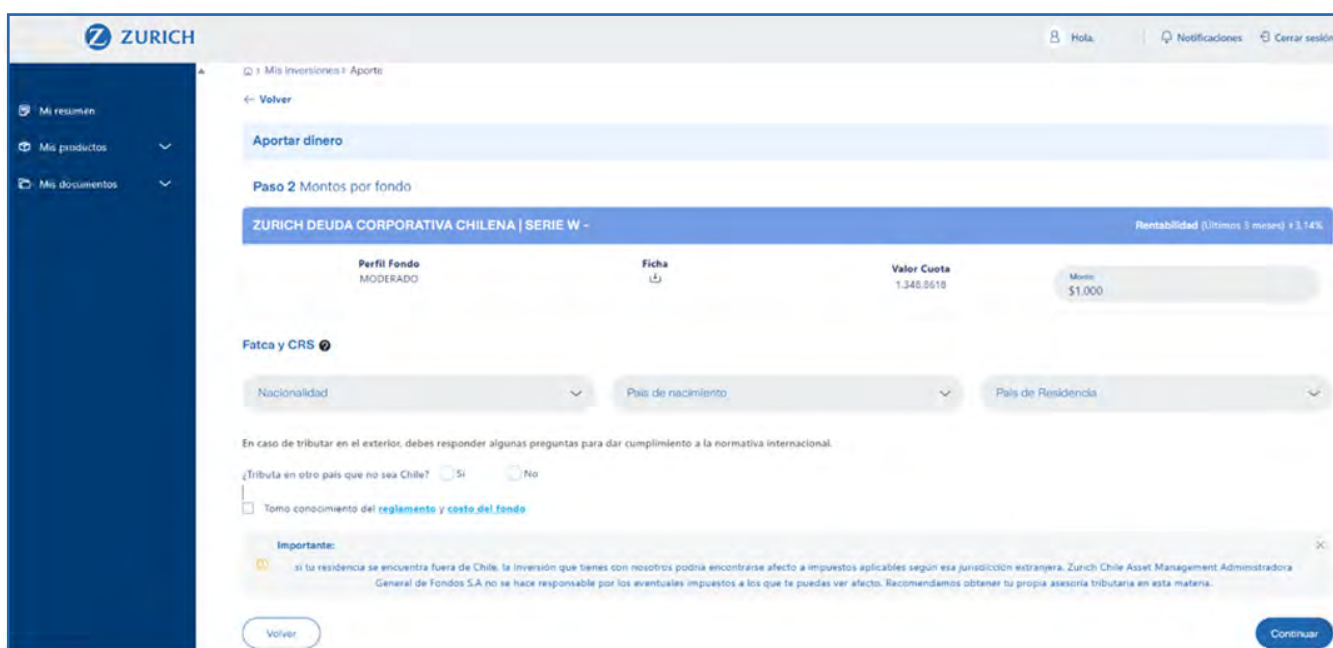 ZURICH
Hola,
Notificaciones
Cerrar sesión
Mi resumen
Mis productos
Mis documentos
Mis inversiones > Aporte
← Volver
Aportar dinero
Paso 2 Montos por fondo
ZURICH DEUDA CORPORATIVA CHILENA | SERIE W -
Rentabilidad (Últimos 3 meses) +3,14%
Perfil Fondo
MODERADO
Ficha
Valor Cuota
1.348,8618
Monto
$1.000
Fatca y CRS
Nacionalidad
País de nacimiento
País de Residencia
En caso de tributar en el exterior, debes responder algunas preguntas para dar cumplimiento a la normativa internacional.
¿Tributa en otro país que no sea Chile? Si No
Tomo conocimiento del reglamento y costo del fondo
Importante:
si tu residencia se encuentra fuera de Chile, la inversión que tienes con nosotros podría encontrarse afecto a impuestos aplicables según esa jurisdicción extranjera. Zurich Chile Asset Management Administradora
General de Fondos S.A no se hace responsable por los eventuales impuestos a los que te puedas ver afecto. Recomendamos obtener tu propia asesoría tributaria en esta materia.
Volver
Continuar